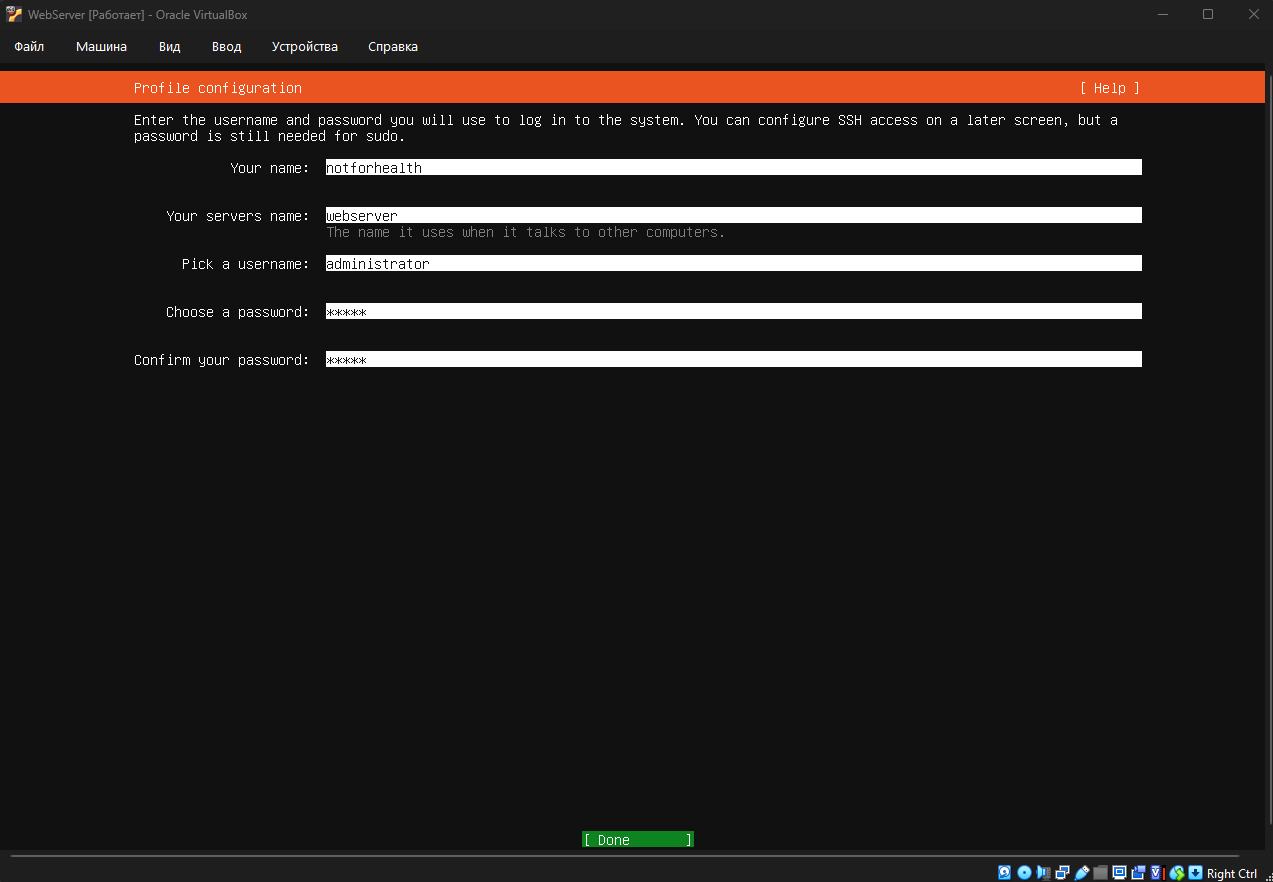 WebServer [Работает] - Oracle VirtualBox
Файл Машина Вид Ввод Устройства Справка
Profile configuration [ Help ]
Enter the username and password you will use to log in to the system. You can configure SSH access on a later screen, but a
password is still needed for sudo.
Your name: notforhealth
Your servers name: webserver
The name it uses when it talks to other computers.
Pick a username: administrator
Choose a password: *****
Confirm your password: *****
[ Done ]
Right Ctrl